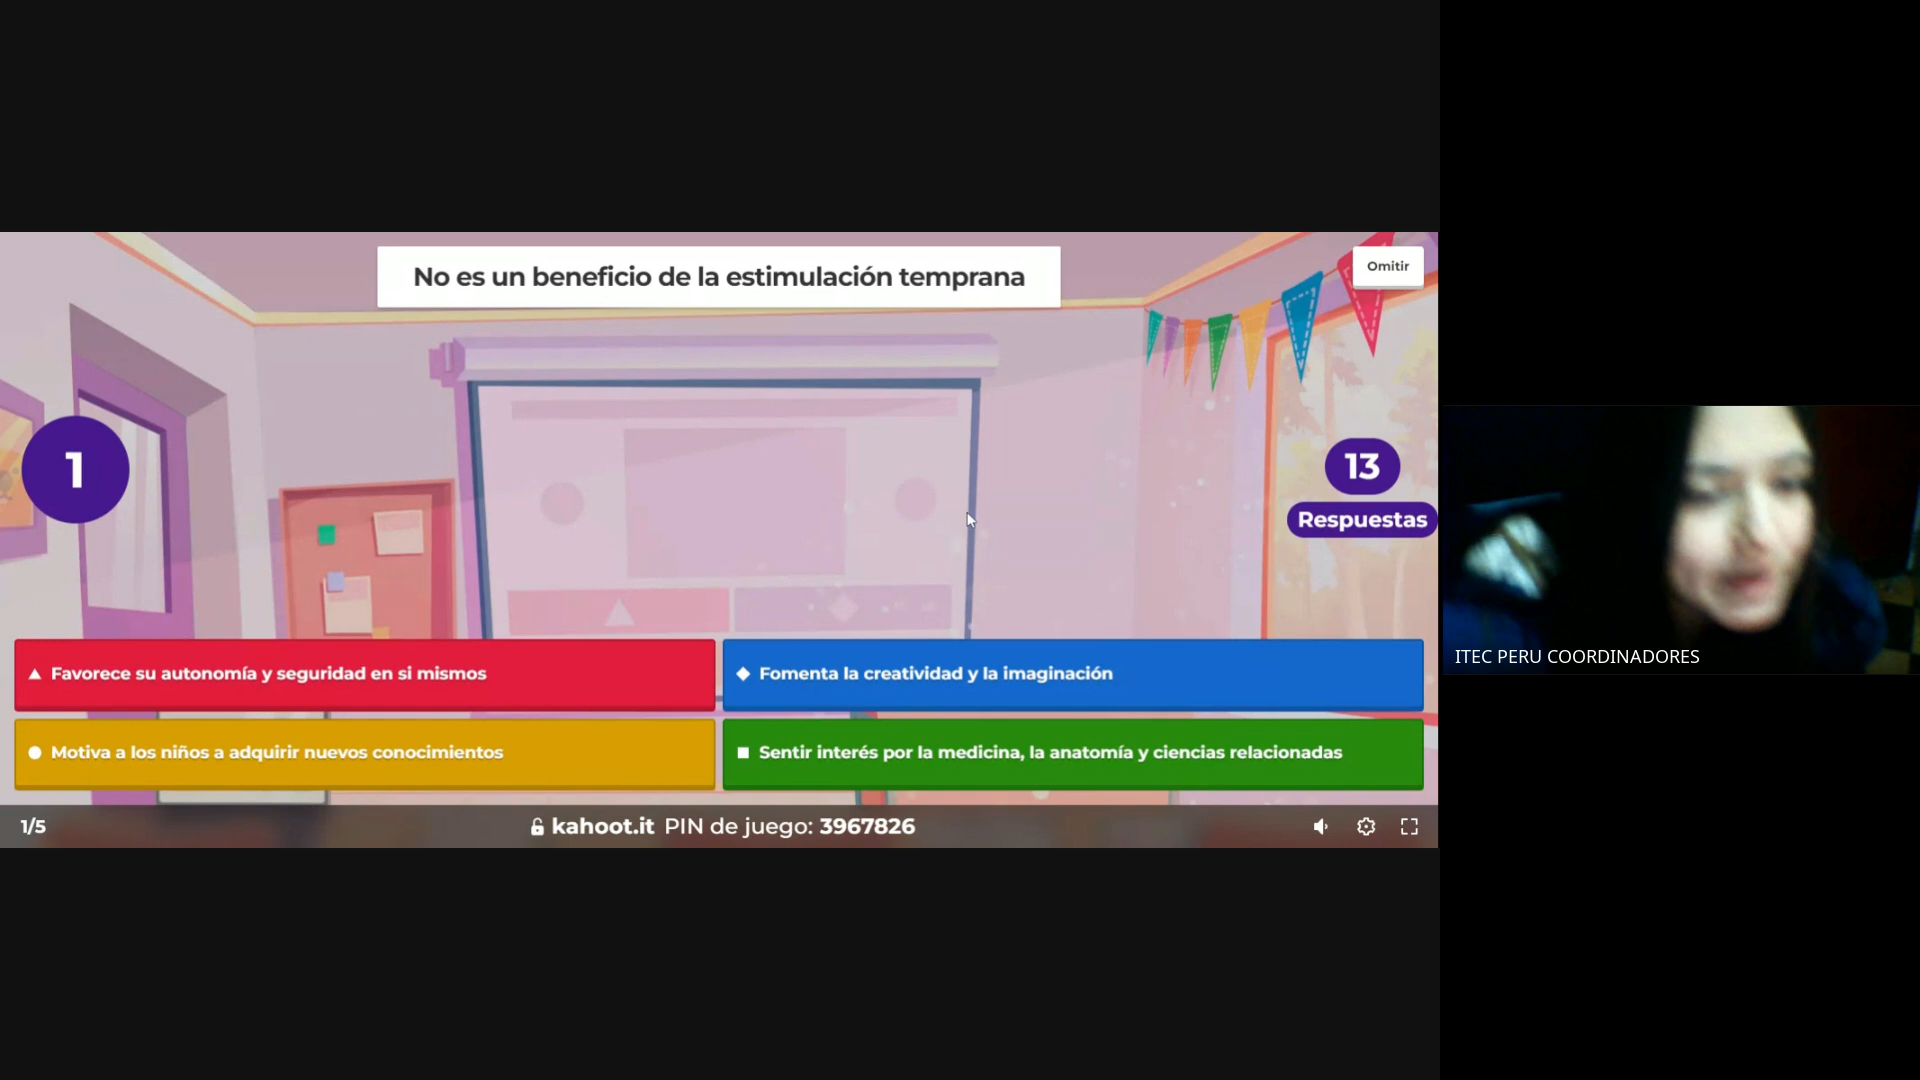 No es un beneficio de la estimulación temprana
Omitir
1
13
Respuestas
Favorece su autonomía y seguridad en si mismos
Fomenta la creatividad y la imaginación
Motiva a los niños a adquirir nuevos conocimientos
Sentir interés por la medicina, la anatomía y ciencias relacionadas
ITEC PERU COORDINADORES
1/5
kahoot.it PIN de juego: 3967826